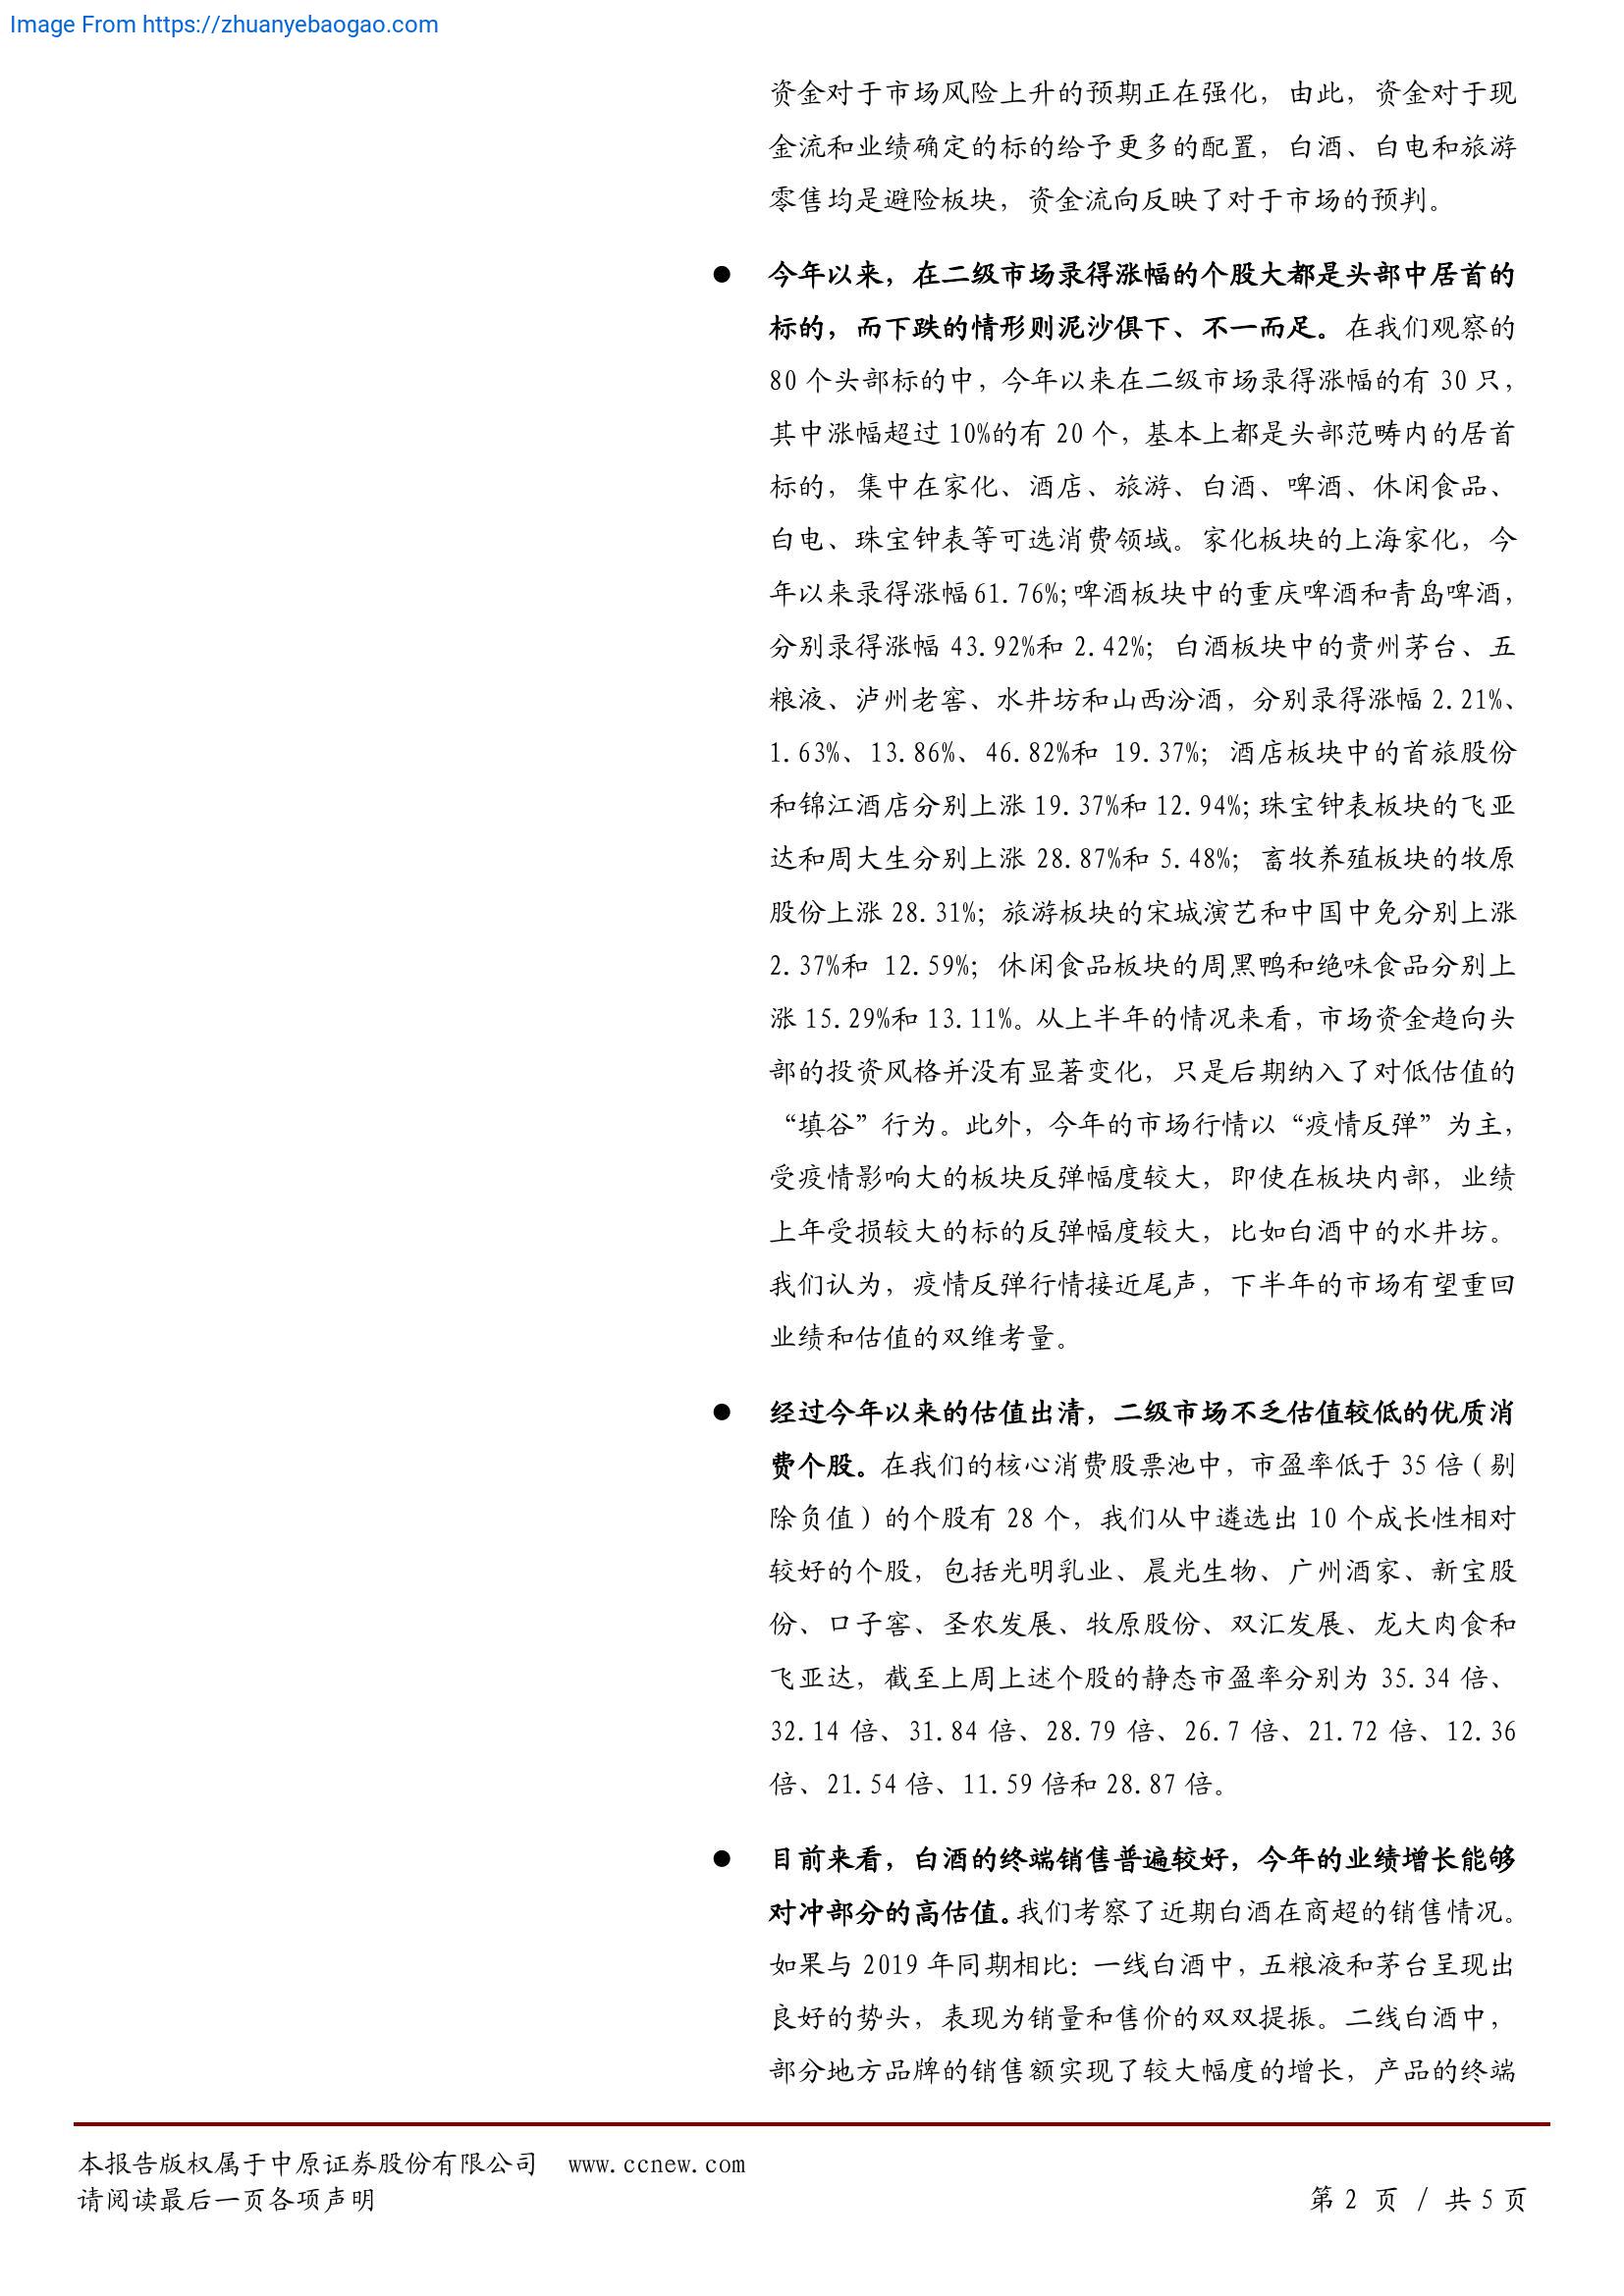 Image From https://zhuanyebaogao.com
资金对于市场风险上升的预期正在强化，由此，资金对于现
金流和业绩确定的标的给予更多的配置，白酒、白电和旅游
零售均是避险板块，资金流向反映了对于市场的预判。
● 今年以来，在二级市场录得涨幅的个股大都是头部中居首的
标的，而下跌的情形则泥沙俱下、不一而足。在我们观察的
80 个头部标的中，今年以来在二级市场录得涨幅的有 30 只，
其中涨幅超过 10%的有 20 个，基本上都是头部范畴内的居首
标的，集中在家化、酒店、旅游、白酒、啤酒、休闲食品、
白电、珠宝钟表等可选消费领域。家化板块的上海家化，今
年以来录得涨幅 61.76%；啤酒板块中的重庆啤酒和青岛啤酒，
分别录得涨幅 43.92%和 2.42%；白酒板块中的贵州茅台、五
粮液、泸州老窖、水井坊和山西汾酒，分别录得涨幅 2.21%、
1.63%、13.86%、46.82%和 19.37%；酒店板块中的首旅股份
和锦江酒店分别上涨 19.37%和 12.94%；珠宝钟表板块的飞亚
达和周大生分别上涨 28.87%和 5.48%；畜牧养殖板块的牧原
股份上涨 28.31%；旅游板块的宋城演艺和中国中免分别上涨
2.37%和 12.59%；休闲食品板块的周黑鸭和绝味食品分别上
涨 15.29%和 13.11%。从上半年的情况来看，市场资金趋向头
部的投资风格并没有显著变化，只是后期纳入了对低估值的
“填谷”行为。此外，今年的市场行情以“疫情反弹”为主，
受疫情影响大的板块反弹幅度较大，即使在板块内部，业绩
上年受损较大的标的反弹幅度较大，比如白酒中的水井坊。
我们认为，疫情反弹行情接近尾声，下半年的市场有望重回
业绩和估值的双维考量。
● 经过今年以来的估值出清，二级市场不乏估值较低的优质消
费个股。在我们的核心消费股票池中，市盈率低于 35 倍（剔
除负值）的个股有 28 个，我们从中遴选出 10 个成长性相对
较好的个股，包括光明乳业、晨光生物、广州酒家、新宝股
份、口子窖、圣农发展、牧原股份、双汇发展、龙大肉食和
飞亚达，截至上周上述个股的静态市盈率分别为 35.34 倍、
32.14 倍、31.84 倍、28.79 倍、26.7 倍、21.72 倍、12.36
倍、21.54 倍、11.59 倍和 28.87 倍。
● 目前来看，白酒的终端销售普遍较好，今年的业绩增长能够
对冲部分的高估值。我们考察了近期白酒在商超的销售情况。
如果与 2019 年同期相比：一线白酒中，五粮液和茅台呈现出
良好的势头，表现为销量和售价的双双提振。二线白酒中，
部分地方品牌的销售额实现了较大幅度的增长，产品的终端
本报告版权属于中原证券股份有限公司 www.ccnew.com
请阅读最后一页各项声明
第 2 页 / 共 5 页